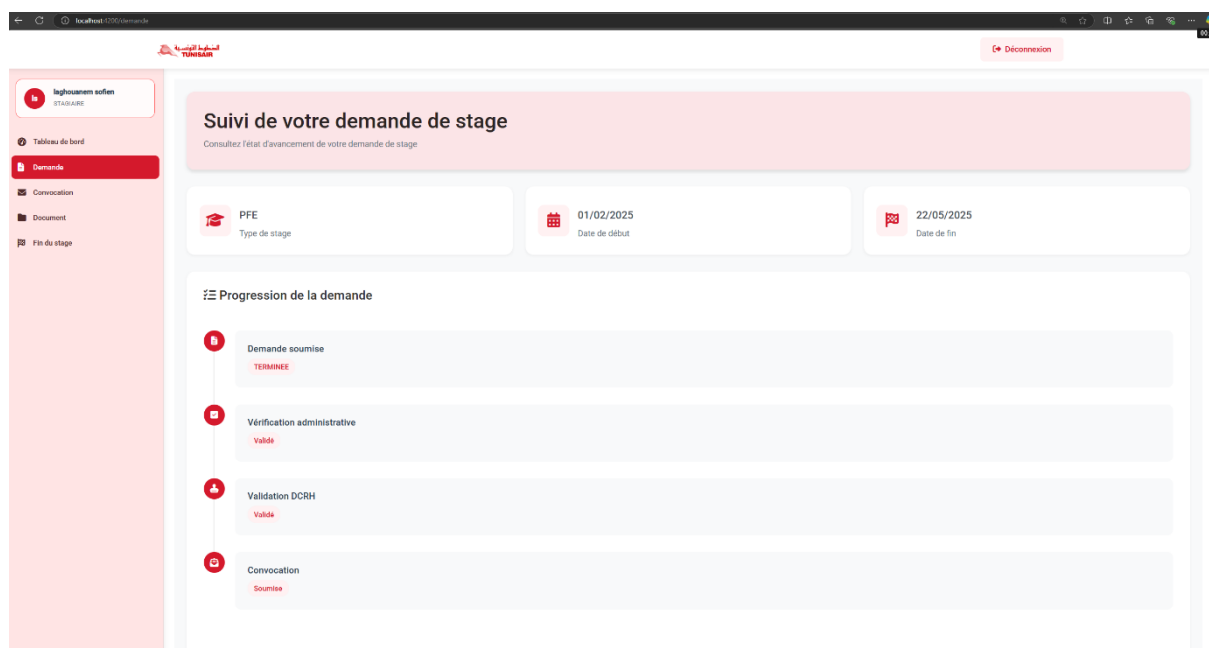 localhost:4200/demande
الخطوط التونسية
TUNISAIR
Déconnexion
laghouanem sofien
STAGIAIRE
Tableau de bord
Demande
Convocation
Document
Fin du stage
Suivi de votre demande de stage
Consultez l'état d'avancement de votre demande de stage
PFE
Type de stage
01/02/2025
Date de début
22/05/2025
Date de fin
Progression de la demande
Demande soumise
TERMINEE
Vérification administrative
Validé
Validation DCRH
Validé
Convocation
Soumise